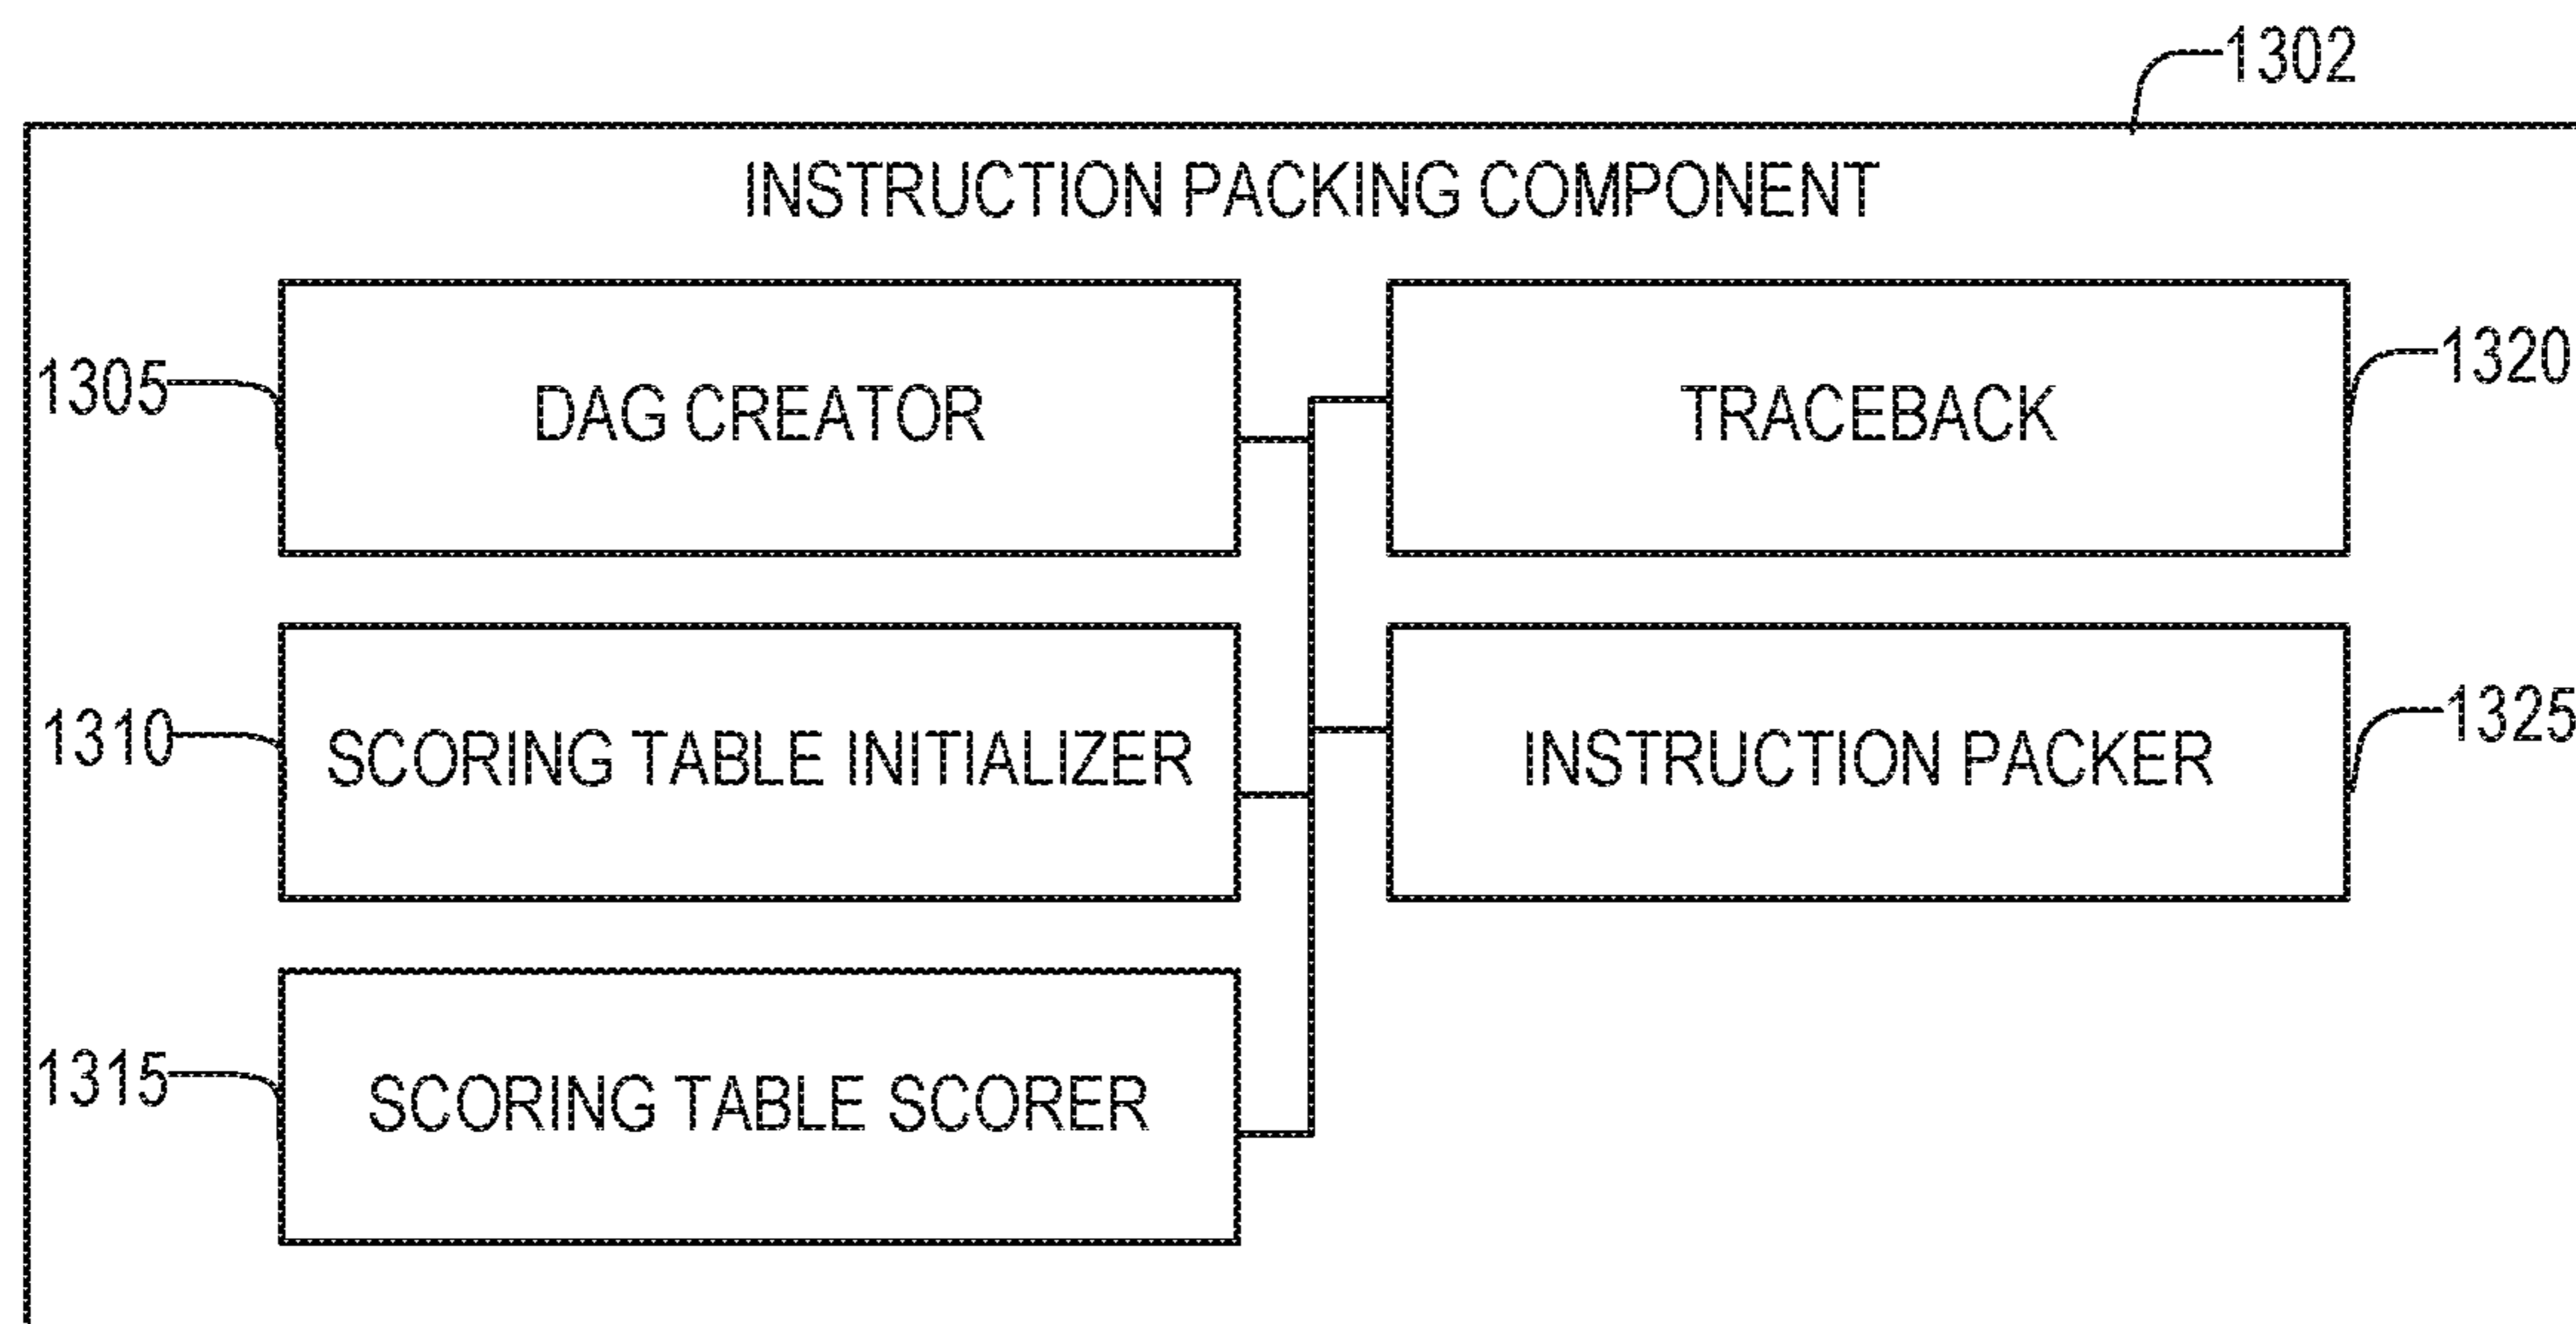 1302
INSTRUCTION PACKING COMPONENT
1305
DAG CREATOR
TRACEBACK
1320
1310
SCORING TABLE INITIALIZER
INSTRUCTION PACKER
1325
1315
SCORING TABLE SCORER